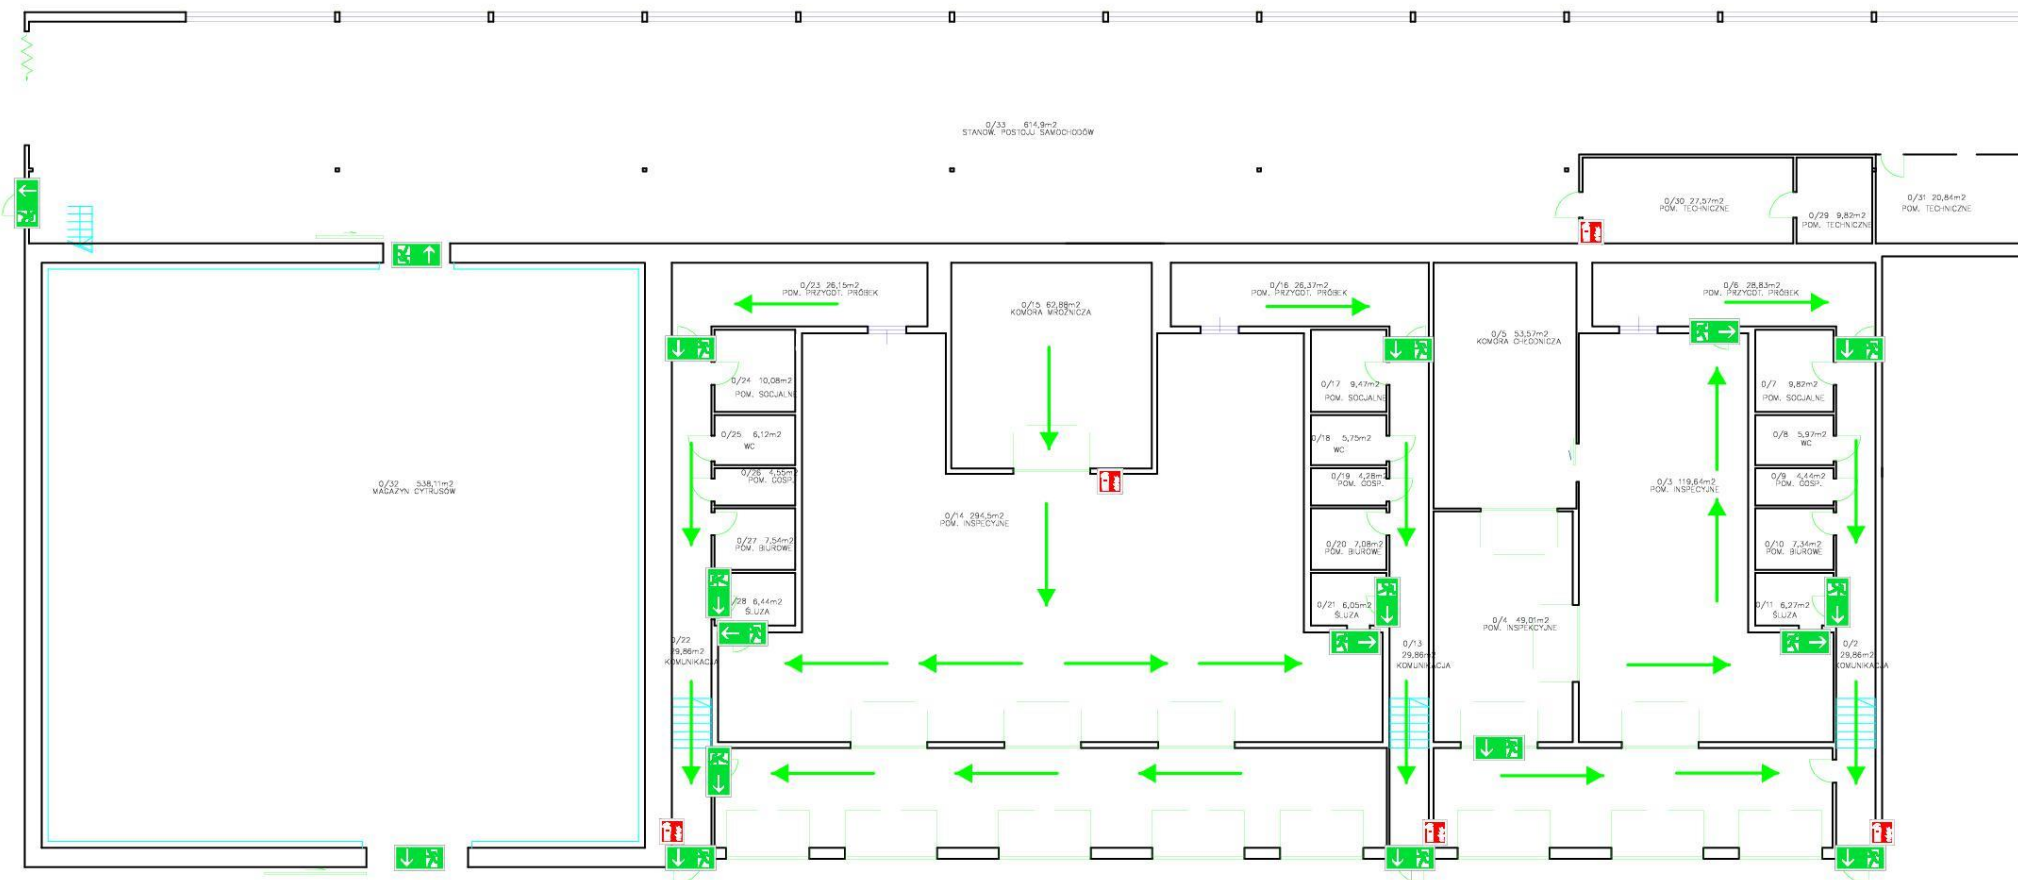 0/33 614,9m2
STANOW. POSTOJU SAMOCHODÓW
0/30 27,57m2
POM. TECHNICZNE
0/29 9,82m2
POM. TECHNICZNE
0/31 20,84m2
POM. TECHNICZNE
0/23 26,15m2
POM. PRZYGOT. PRÓBEK
0/15 62,88m2
KOMORA MROŹNICZA
0/16 26,37m2
POM. PRZYGOT. PRÓBEK
0/5 53,57m2
KOMORA CHŁODNICZA
0/6 28,83m2
POM. PRZYGOT. PRÓBEK
0/24 10,08m2
POM. SOCJALNE
0/17 9,47m2
POM. SOCJALNE
0/7 9,82m2
POM. SOCJALNE
0/25 6,12m2
WC
0/18 5,75m2
WC
0/8 5,97m2
WC
0/32 538,11m2
MAGAZYN CYTRUSÓW
0/26 4,55m2
POM. GOSP.
0/19 4,28m2
POM. GOSP.
0/3 119,64m2
POM. INSPECYJNE
0/9 4,44m2
POM. GOSP.
0/14 294,5m2
POM. INSPECYJNE
0/27 7,54m2
POM. BIUROWE
0/20 7,08m2
POM. BIUROWE
0/10 7,34m2
POM. BIUROWE
0/28 6,44m2
ŚLUZA
0/21 6,05m2
ŚLUZA
0/4 49,01m2
POM. INSPEKCYJNE
0/11 6,27m2
ŚLUZA
0/22
29,86m2
KOMUNIKACJA
0/13
29,86m2
KOMUNIKACJA
0/2
29,86m2
KOMUNIKACJA